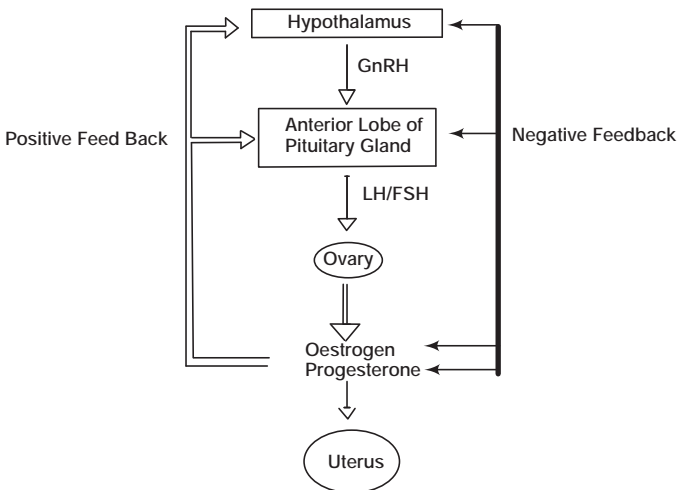 Hypothalamus
GnRH
Anterior Lobe of
Pituitary Gland
Positive Feed Back
Negative Feedback
LH/FSH
Ovary
Oestrogen
Progesterone
Uterus